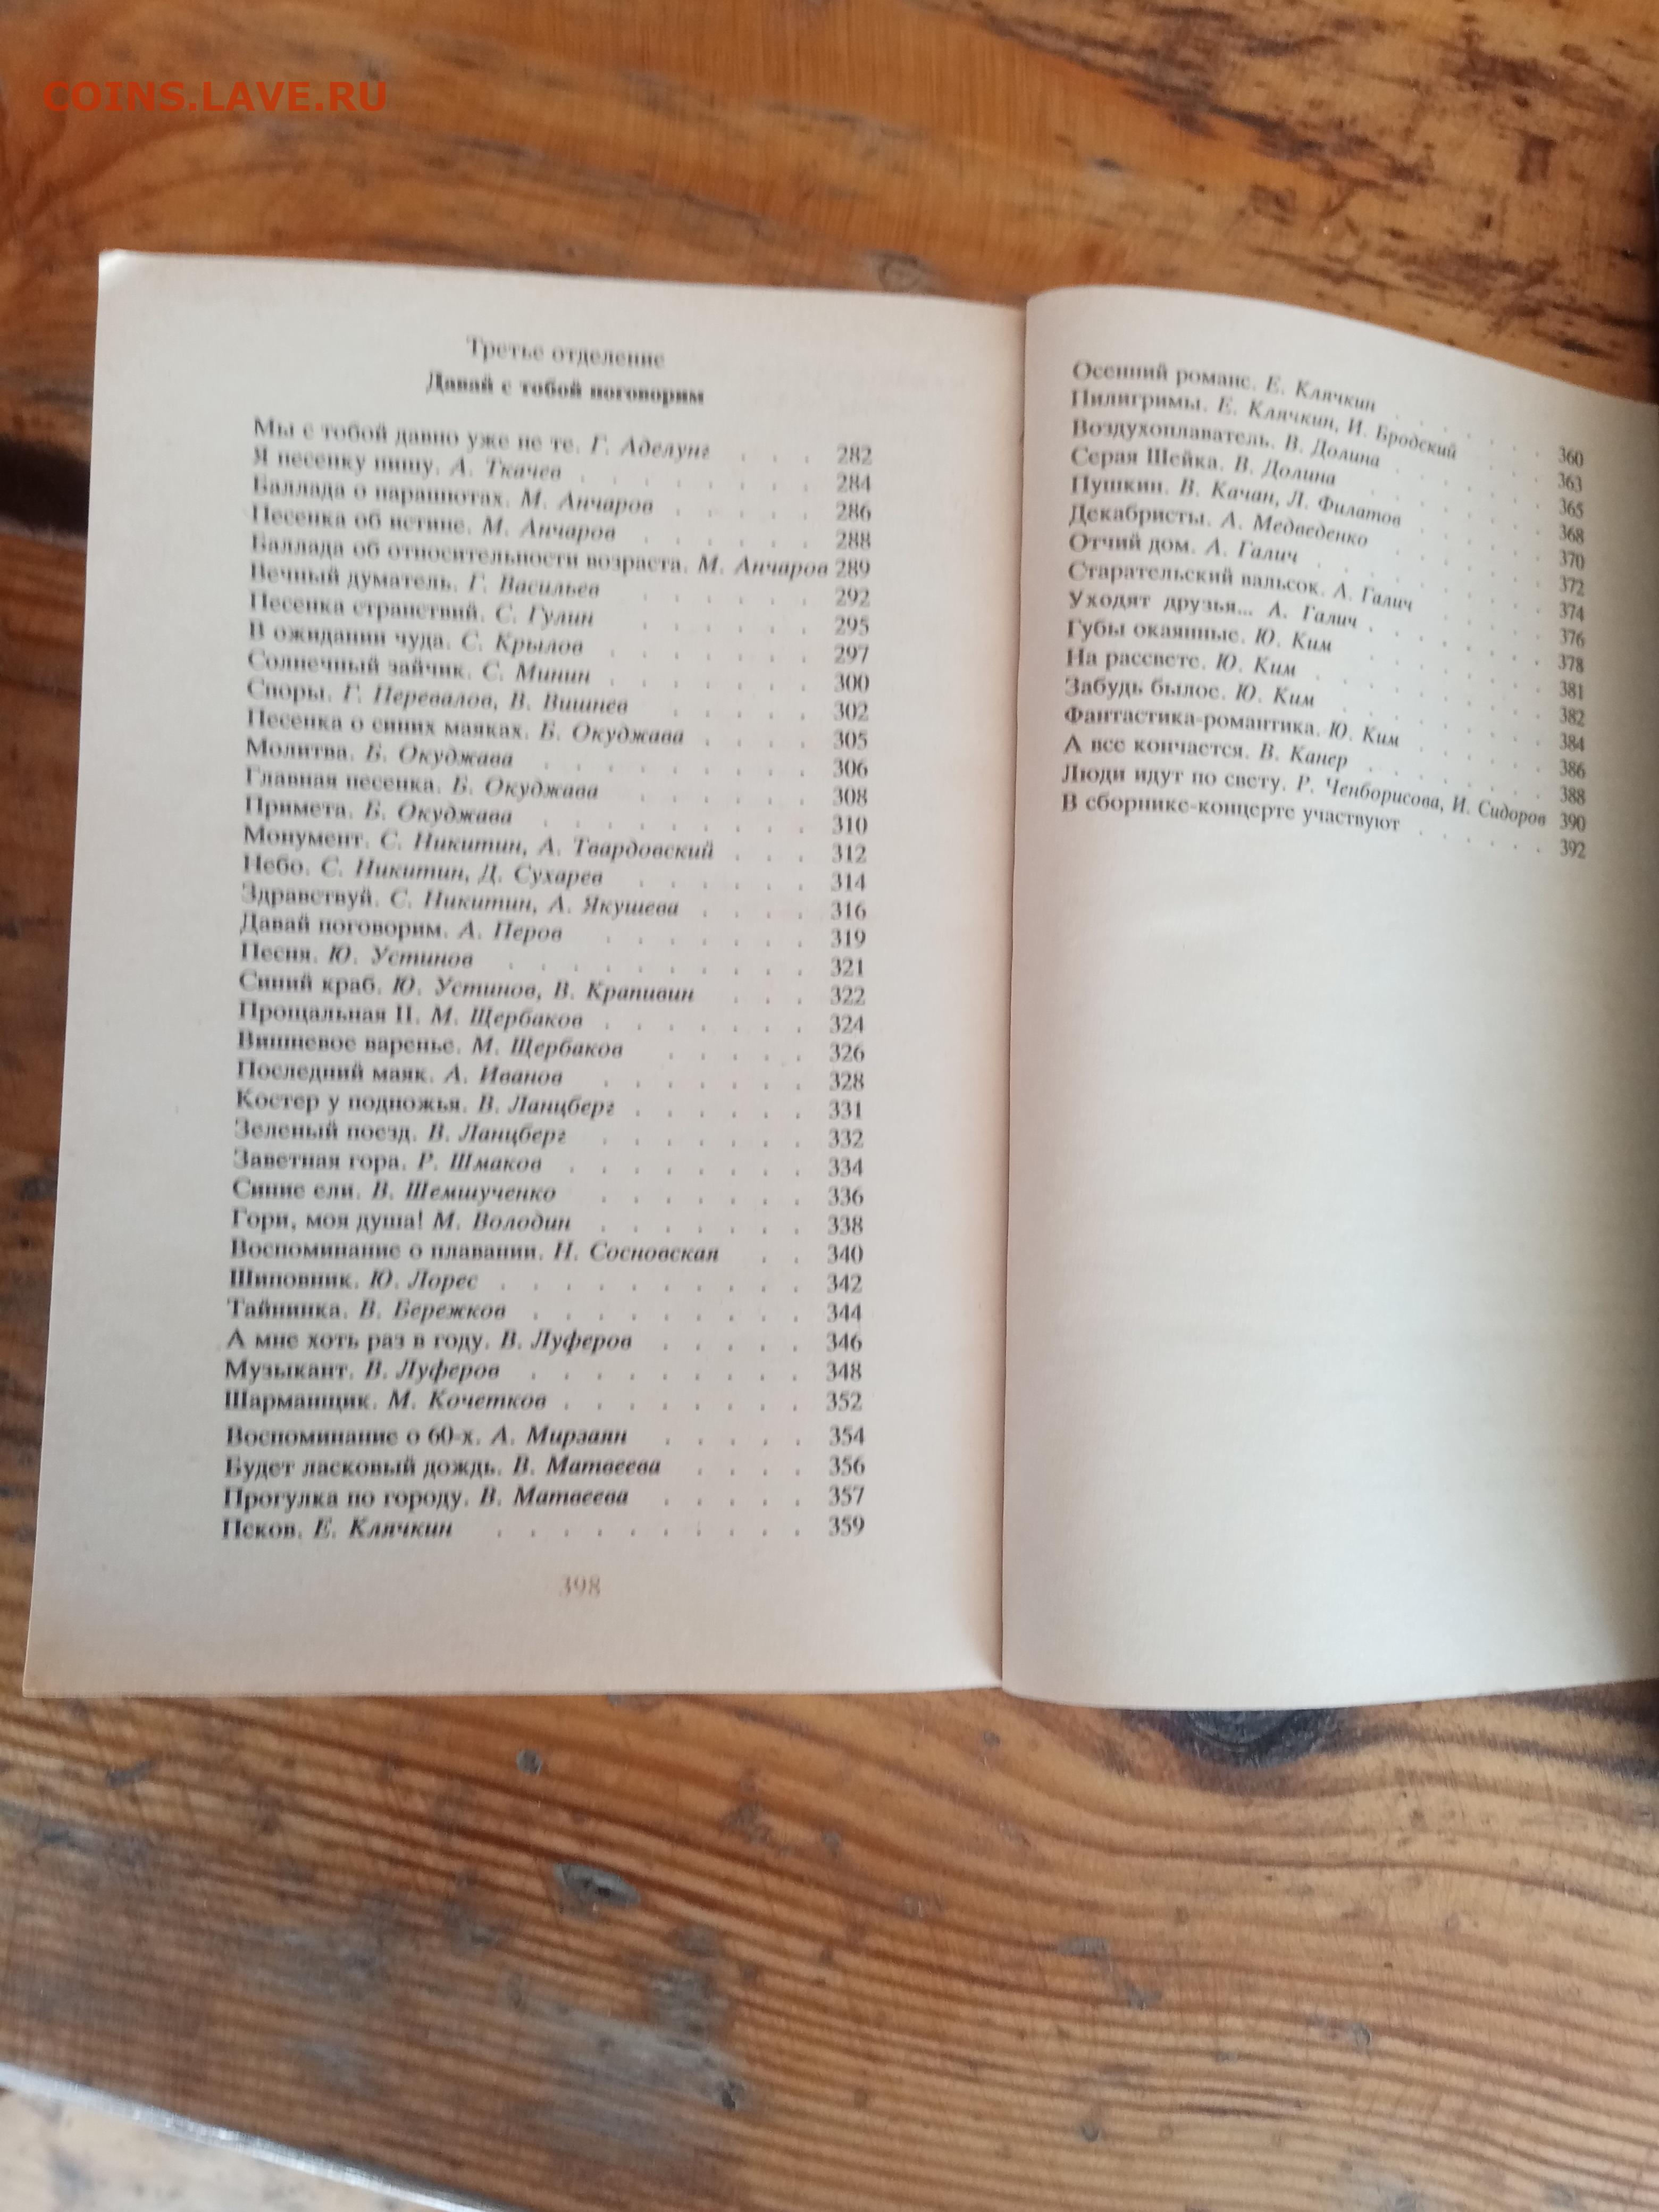 COINS.LAVE.RU
Третье отделение
Давай с тобой поговорим
Мы с тобой давно уже не те. Г. Аделунг . . . 282
Я песенку пишу. А. Ткачев . . . . . . . . 284
Баллада о парашютах. М. Анчаров . . . . . 286
Песенка об истине. М. Анчаров . . . . . . 288
Баллада об относительности возраста. М. Анчаров 289
Вечный думатель. Г. Васильев . . . . . . 292
Песенка странствий. С. Гулин . . . . . . 295
В ожидании чуда. С. Крылов . . . . . . . 297
Солнечный зайчик. С. Минин . . . . . . . 300
Споры. Г. Перевалов, В. Вишнев . . . . . 302
Песенка о синих маяках. Б. Окуджава . . . . 305
Молитва. Б. Окуджава . . . . . . . . . 306
Главная песенка. Б. Окуджава . . . . . . 308
Примета. Б. Окуджава . . . . . . . . . 310
Монумент. С. Никитин, А. Твардовский . . . 312
Небо. С. Никитин, Д. Сухарев . . . . . . 314
Здравствуй. С. Никитин, А. Якушева . . . . 316
Давай поговорим. А. Перов . . . . . . . 319
Песня. Ю. Устинов . . . . . . . . . . 321
Синий краб. Ю. Устинов, В. Крапивин . . . 322
Прощальная II. М. Щербаков . . . . . . . 324
Вишневое варенье. М. Щербаков . . . . . 326
Последний маяк. А. Иванов . . . . . . . 328
Костер у подножья. В. Ланцберг . . . . . . 331
Зеленый поезд. В. Ланцберг . . . . . . . 332
Заветная гора. Р. Шмаков . . . . . . . . 334
Синие ели. В. Шемшученко . . . . . . . 336
Гори, моя душа! М. Володин . . . . . . . 338
Воспоминание о плавании. Н. Сосновская . . 340
Шиповник. Ю. Лорес . . . . . . . . . . 342
Тайнинка. В. Бережков . . . . . . . . . 344
А мне хоть раз в году. В. Луферов . . . . . 346
Музыкант. В. Луферов . . . . . . . . . 348
Шарманщик. М. Кочетков . . . . . . . . 352
Воспоминание о 60-х. А. Мирзаян . . . . . 354
Будет ласковый дождь. В. Матвеева . . . . 356
Прогулка по городу. В. Матвеева . . . . . 357
Псков. Е. Клячкин . . . . . . . . . . 359
398
Осенний романс. Е. Клячкин . . . . . . 360
Пилигримы. Е. Клячкин, И. Бродский . . . 363
Воздухоплаватель. В. Долина . . . . . . 365
Серая Шейка. В. Долина . . . . . . . 368
Пушкин. В. Качан, Л. Филатов . . . . . 370
Декабристы. А. Медведенко . . . . . . 372
Отчий дом. А. Галич . . . . . . . . 374
Старательский вальсок. А. Галич . . . . 376
Уходят друзья... А. Галич . . . . . . . 378
Губы окаянные. Ю. Ким . . . . . . . 381
На рассвете. Ю. Ким . . . . . . . . 382
Забудь былое. Ю. Ким . . . . . . . . 384
Фантастика-романтика. Ю. Ким . . . . . 386
А все кончается. В. Канер . . . . . . . 388
Люди идут по свету. Р. Ченборисова, И. Сидоров 390
В сборнике-концерте участвуют . . . . . 392